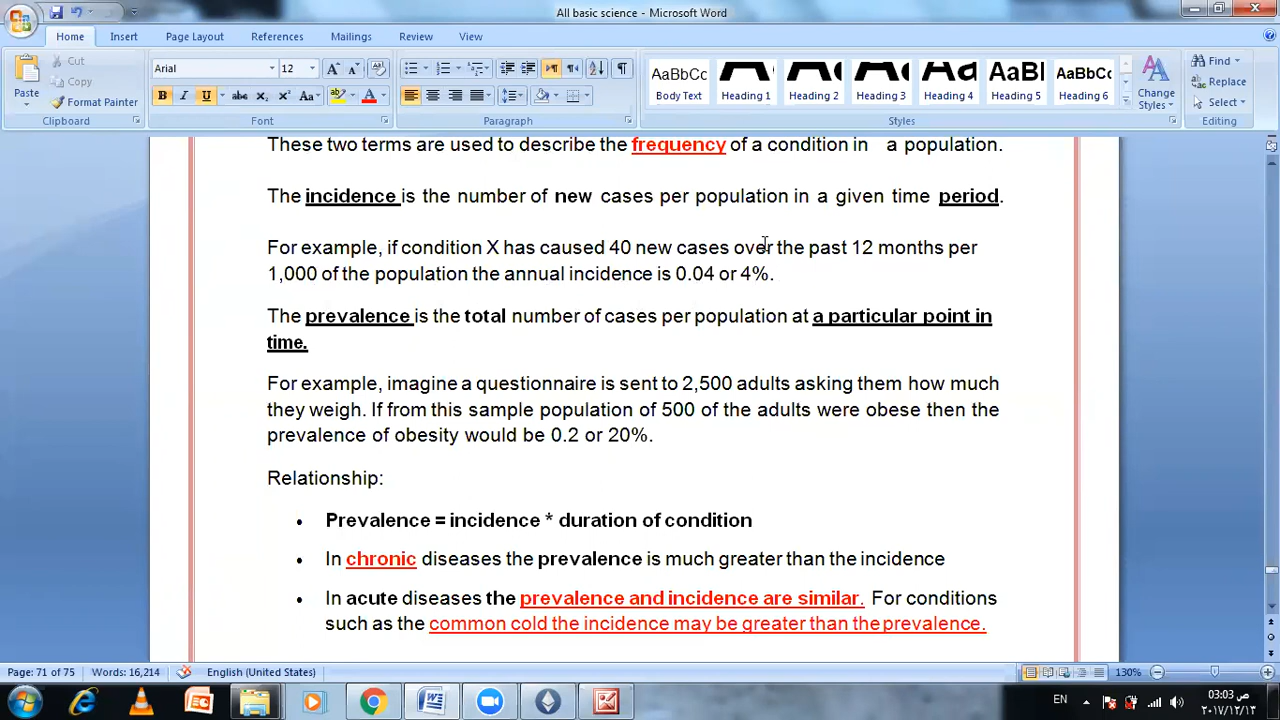 All basic science - Microsoft Word
Home Insert Page Layout References Mailings Review View
Paste Cut Copy Format Painter Clipboard
Arial 12 Font
Paragraph
AaBbCc Body Text Heading 1 Heading 2 Heading 3 Aa Heading 4 AaBl Heading 5 AaBbCc Heading 6 Change Styles Styles
Find Replace Select Editing
These two terms are used to describe the frequency of a condition in a population.
The incidence is the number of new cases per population in a given time period.
For example, if condition X has caused 40 new cases over the past 12 months per
1,000 of the population the annual incidence is 0.04 or 4%.
The prevalence is the total number of cases per population at a particular point in
time.
For example, imagine a questionnaire is sent to 2,500 adults asking them how much
they weigh. If from this sample population of 500 of the adults were obese then the
prevalence of obesity would be 0.2 or 20%.
Relationship:
• Prevalence = incidence * duration of condition
• In chronic diseases the prevalence is much greater than the incidence
• In acute diseases the prevalence and incidence are similar. For conditions
such as the common cold the incidence may be greater than the prevalence.
Page: 71 of 75 Words: 16,214 English (United States) 130%
EN 03:03 ص
٢٠١٧/١٢/١٣